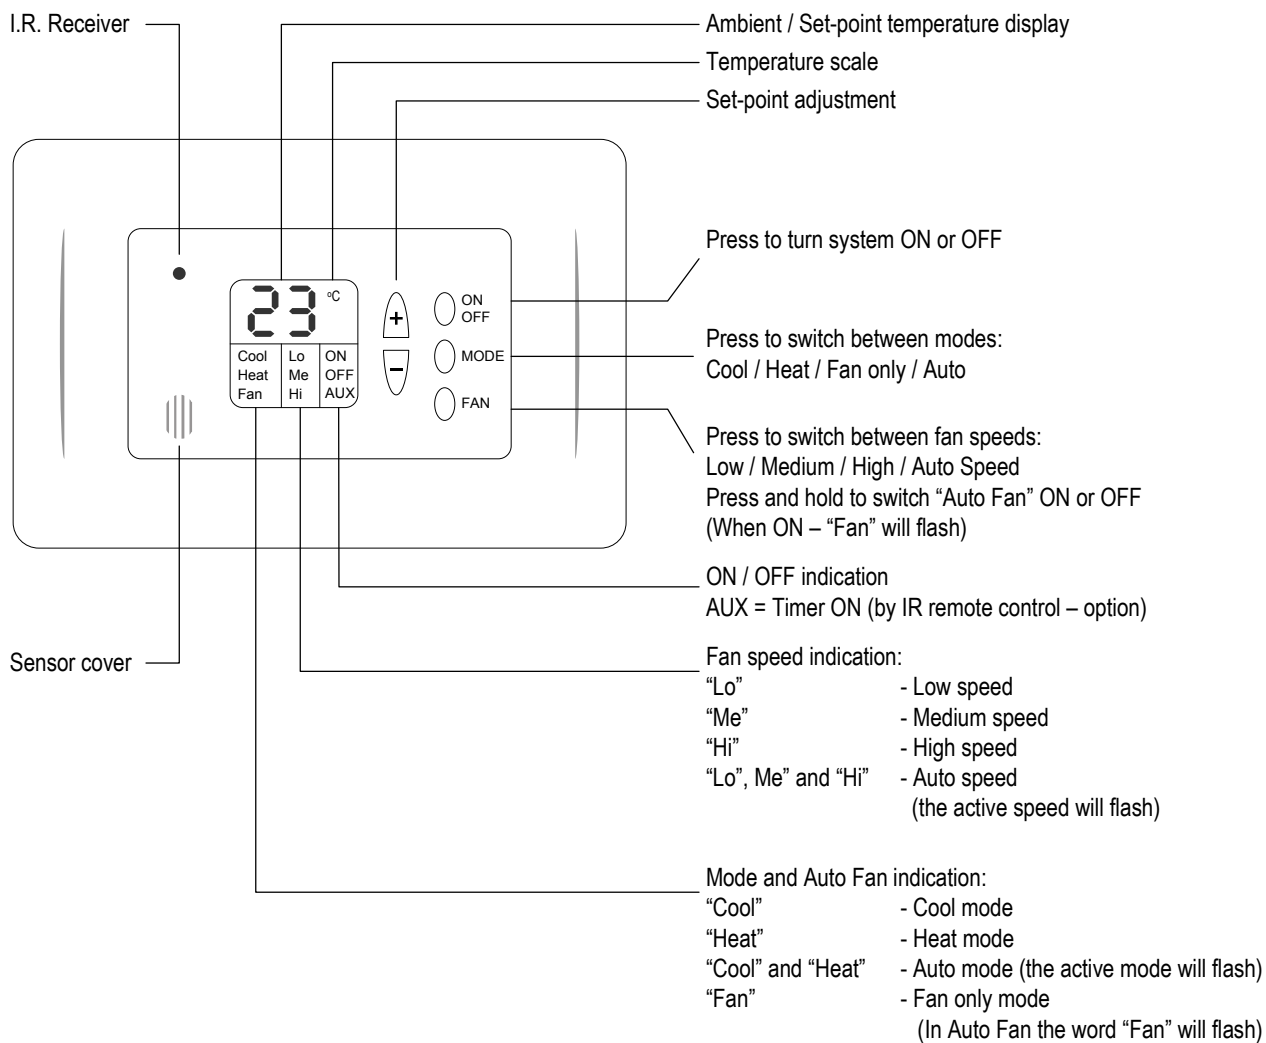 I.R. Receiver
Ambient / Set-point temperature display
Temperature scale
Set-point adjustment
Press to turn system ON or OFF
23 °C
ON
OFF
Cool Lo ON
Heat Me OFF
Fan Hi AUX
+
–
MODE
FAN
Press to switch between modes:
Cool / Heat / Fan only / Auto
Press to switch between fan speeds:
Low / Medium / High / Auto Speed
Press and hold to switch “Auto Fan” ON or OFF
(When ON – “Fan” will flash)
ON / OFF indication
AUX = Timer ON (by IR remote control – option)
Sensor cover
Fan speed indication:
“Lo” - Low speed
“Me” - Medium speed
“Hi” - High speed
“Lo”, Me” and “Hi” - Auto speed
(the active speed will flash)
Mode and Auto Fan indication:
“Cool” - Cool mode
“Heat” - Heat mode
“Cool” and “Heat” - Auto mode (the active mode will flash)
“Fan” - Fan only mode
(In Auto Fan the word “Fan” will flash)